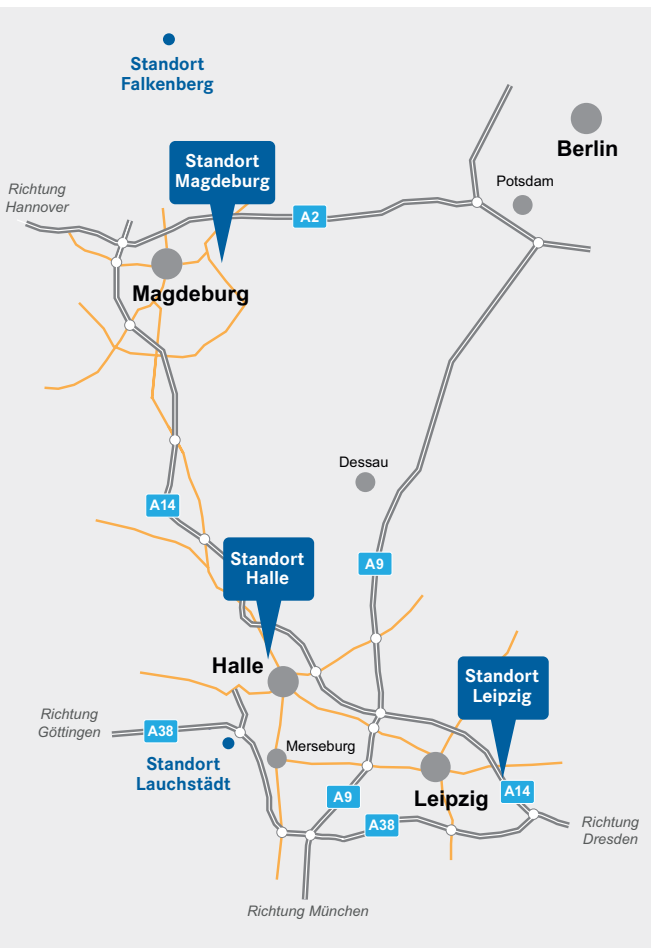 Standort
Falkenberg
Berlin
Standort
Magdeburg
Potsdam
Richtung
Hannover
A2
Magdeburg
Dessau
A14
Standort
Halle
A9
Halle
Standort
Leipzig
Richtung
Göttingen
A38
Merseburg
Standort
Lauchstädt
Leipzig
A9
A14
A38
Richtung
Dresden
Richtung München